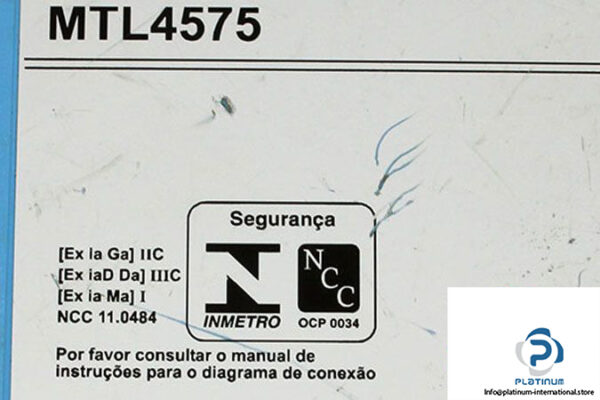 MTL4575
Segurança
[Ex Ia Ga] IIC
[Ex iaD Da] IIIC
[Ex ia Ma] I
NCC 11.0484
INMETRO
NCC
OCP 0034
Por favor consultar o manual de
instruções para o diagrama de conexão
PLATINUM
Info@platinum-international.store